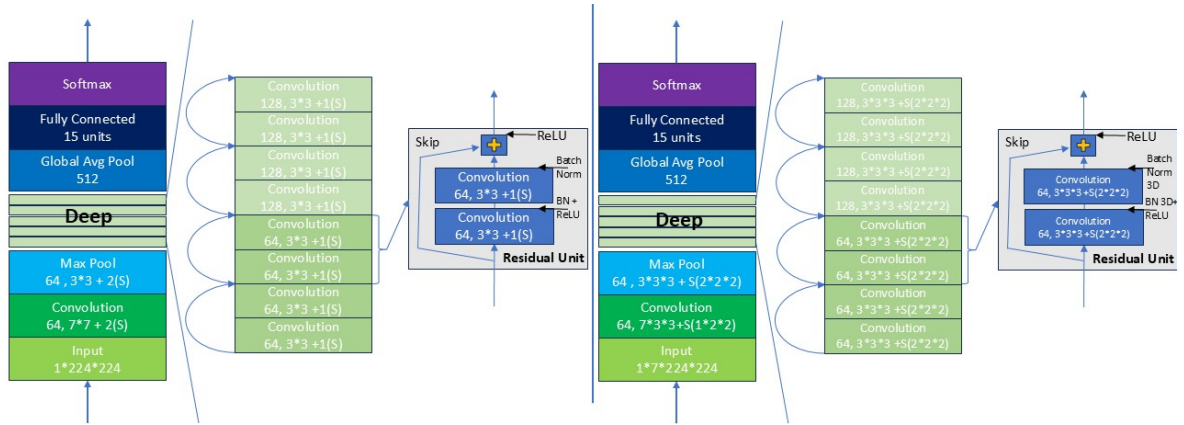 Softmax
Fully Connected
15 units
Global Avg Pool
512
Deep
Max Pool
64 , 3*3 + 2(S)
Convolution
64, 7*7 + 2(S)
Input
1*224*224
Convolution
128, 3*3 +1(S)
Convolution
128, 3*3 +1(S)
Convolution
128, 3*3 +1(S)
Convolution
128, 3*3 +1(S)
Convolution
64, 3*3 +1(S)
Convolution
64, 3*3 +1(S)
Convolution
64, 3*3 +1(S)
Convolution
64, 3*3 +1(S)
Skip
ReLU
Batch
Norm
Convolution
64, 3*3 +1(S)
BN +
ReLU
Convolution
64, 3*3 +1(S)
Residual Unit
Softmax
Fully Connected
15 units
Global Avg Pool
512
Deep
Max Pool
64, 3*3*3 + S(2*2*2)
Convolution
64, 7*3*3+S(1*2*2)
Input
1*7*224*224
Convolution
128, 3*3*3 +S(2*2*2)
Convolution
128, 3*3*3 +S(2*2*2)
Convolution
128, 3*3*3 +S(2*2*2)
Convolution
128, 3*3*3 +S(2*2*2)
Convolution
64, 3*3*3 +S(2*2*2)
Convolution
64, 3*3*3 +S(2*2*2)
Convolution
64, 3*3*3 +S(2*2*2)
Convolution
64, 3*3*3 +S(2*2*2)
Skip
ReLU
Batch
Norm
3D
Convolution
64, 3*3*3 +S(2*2*2)
BN 3D+
ReLU
Convolution
64, 3*3*3 +S(2*2*2)
Residual Unit